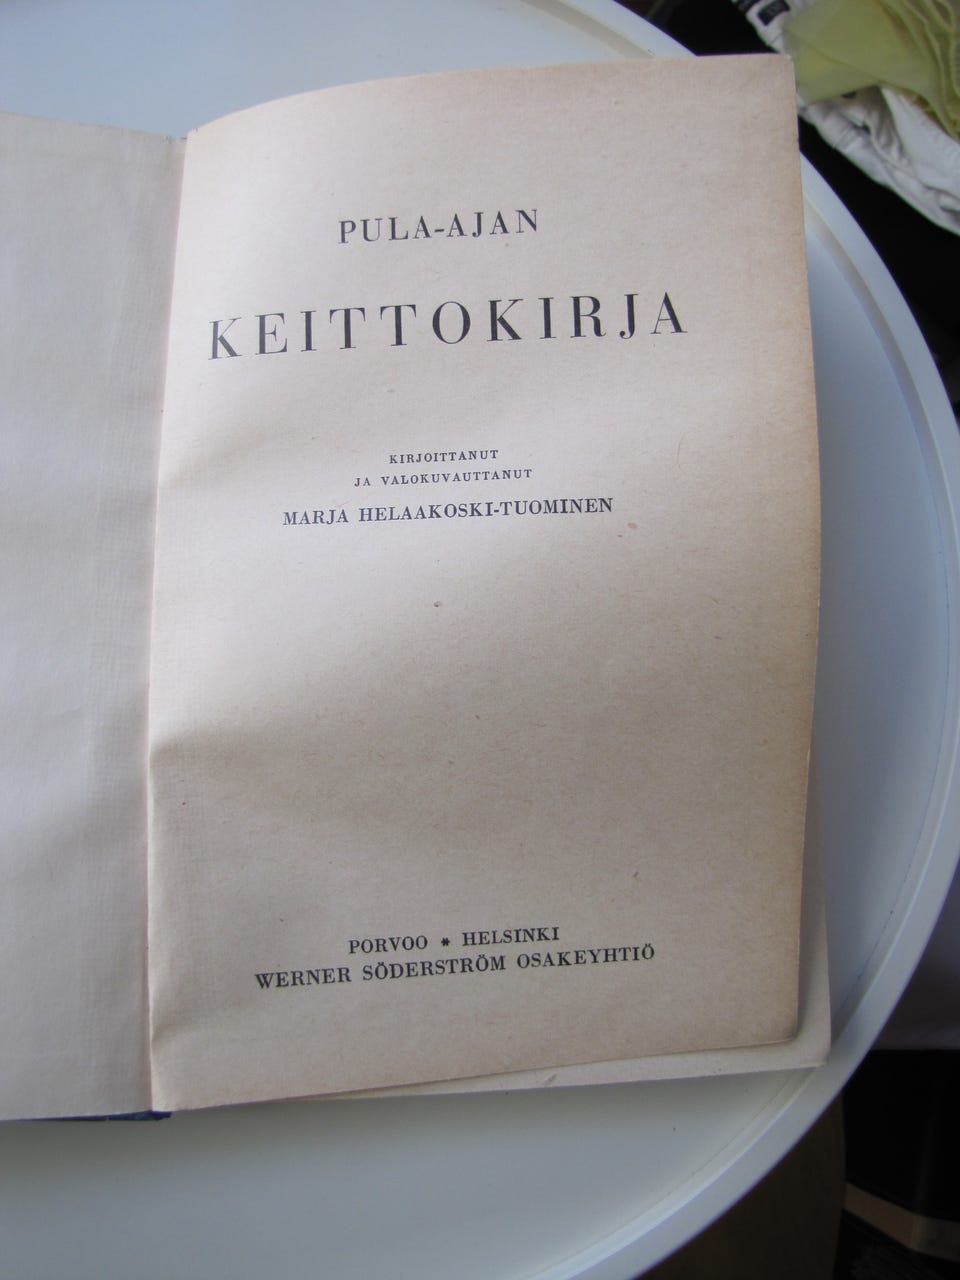 PULA-AJAN
KEITTOKIRJA
KIRJOITTANUT
JA VALOKUVAUTTANUT
MARJA HELAAKOSKI-TUOMINEN
PORVOO * HELSINKI
WERNER SÖDERSTRÖM OSAKEYHTIÖ